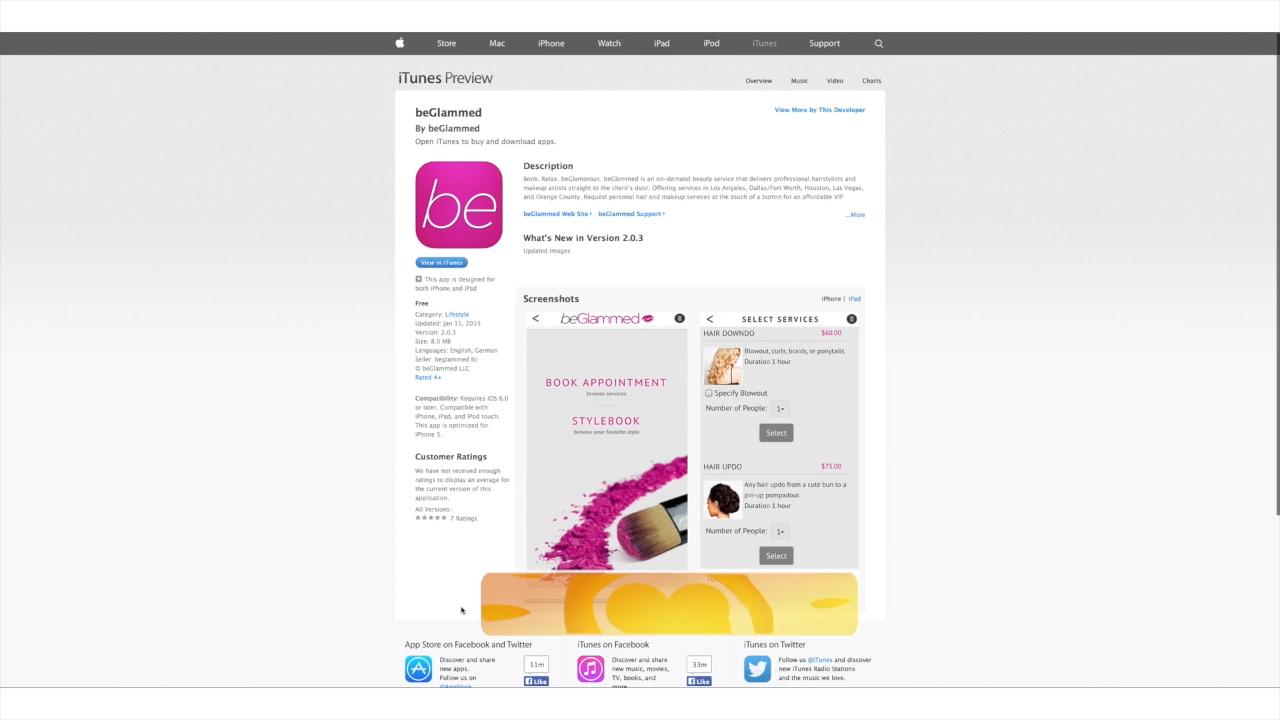 Store Mac iPhone Watch iPad iPod iTunes Support
iTunes Preview
Overview Music Video Charts
beGlammed
View More by This Developer
By beGlammed
Open iTunes to buy and download apps.
be
View in iTunes
This app is designed for
both iPhone and iPad
Free
Category: Lifestyle
Updated: Jan 15, 2015
Version: 2.0.3
Size: 8.0 MB
Languages: English, German
Seller: beglammed llc
© beGlammed LLC
Rated 4+
Compatibility: Requires iOS 6.0
or later. Compatible with
iPhone, iPad, and iPod touch.
This app is optimized for
iPhone 5.
Customer Ratings
We have not received enough
ratings to display an average for
the current version of this
application.
All Versions:
★★★★★ 7 Ratings
Description
Book. Relax. beGlamorous. beGlammed is an on-demand beauty service that delivers professional hairstylists and
makeup artists straight to the client's door. Offering services in Los Angeles, Dallas/Fort Worth, Houston, Las Vegas,
and Orange County. Request personal hair and makeup services at the touch of a button for an affordable VIP
beGlammed Web Site beGlammed Support
...More
What's New in Version 2.0.3
Updated Images
Screenshots
iPhone | iPad
< beGlammed
BOOK APPOINTMENT
browse services
STYLEBOOK
browse your favorite style
< SELECT SERVICES
HAIR DOWNDO $60.00
Blowout, curls, braids, or ponytails.
Duration 1 hour
Specify Blowout
Number of People: 1
Select
HAIR UPDO $75.00
Any hair updo from a cute bun to a
pin-up pompadour.
Duration 1 hour
Number of People: 1
Select
App Store on Facebook and Twitter
Discover and share
new apps.
Follow us on
@AppStore
11m
Like
iTunes on Facebook
Discover and share
new music, movies,
TV, books, and
more.
33m
Like
iTunes on Twitter
Follow us @iTunes and discover
new iTunes Radio Stations
and the music we love.